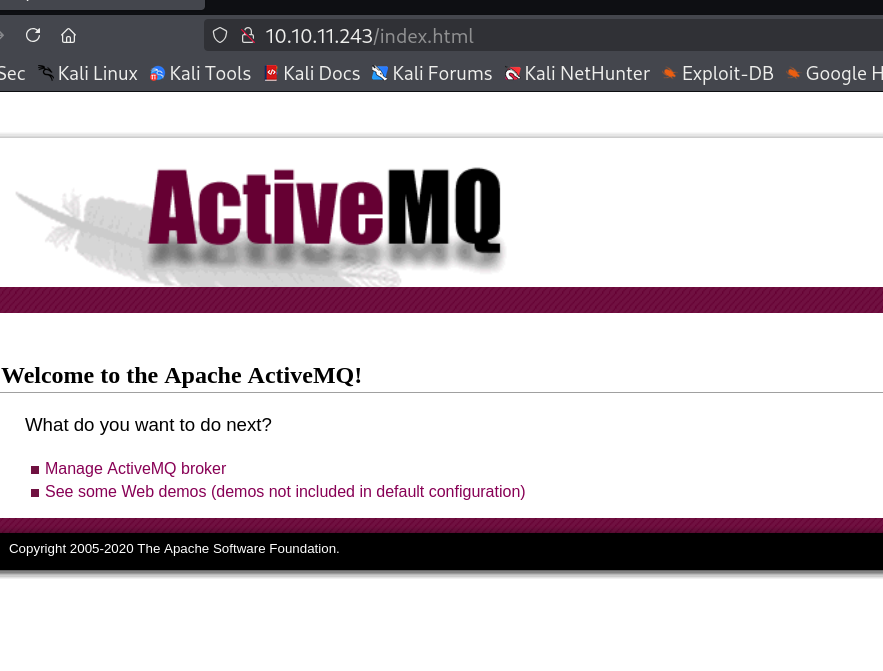 10.10.11.243/index.html
Sec Kali Linux Kali Tools Kali Docs Kali Forums Kali NetHunter Exploit-DB Google H
ActiveMQ
Welcome to the Apache ActiveMQ!
What do you want to do next?
Manage ActiveMQ broker
See some Web demos (demos not included in default configuration)
Copyright 2005-2020 The Apache Software Foundation.